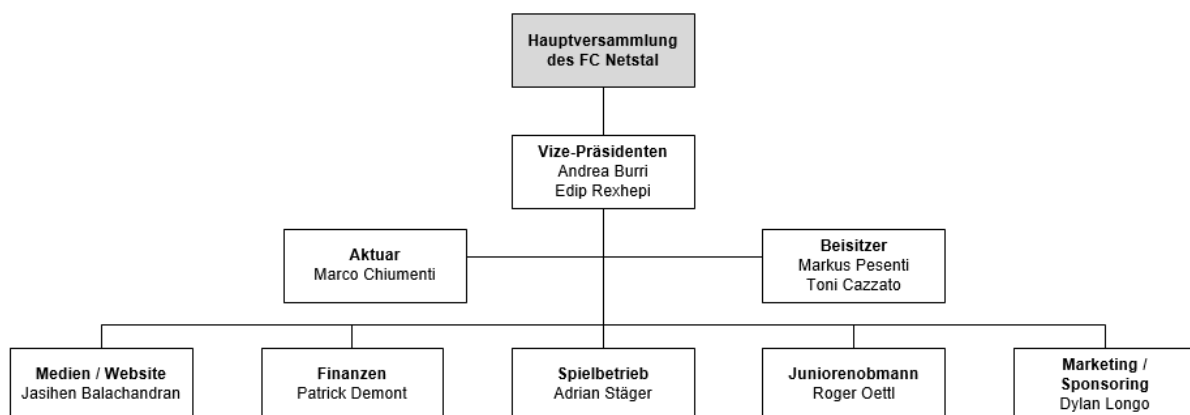 Hauptversammlung
des FC Netstal
Vize-Präsidenten
Andrea Burri
Edip Rexhepi
Aktuar
Marco Chiumenti
Beisitzer
Markus Pesenti
Toni Cazzato
Medien / Website
Jasihen Balachandran
Finanzen
Patrick Demont
Spielbetrieb
Adrian Stäger
Juniorenobmann
Roger Oettl
Marketing /
Sponsoring
Dylan Longo